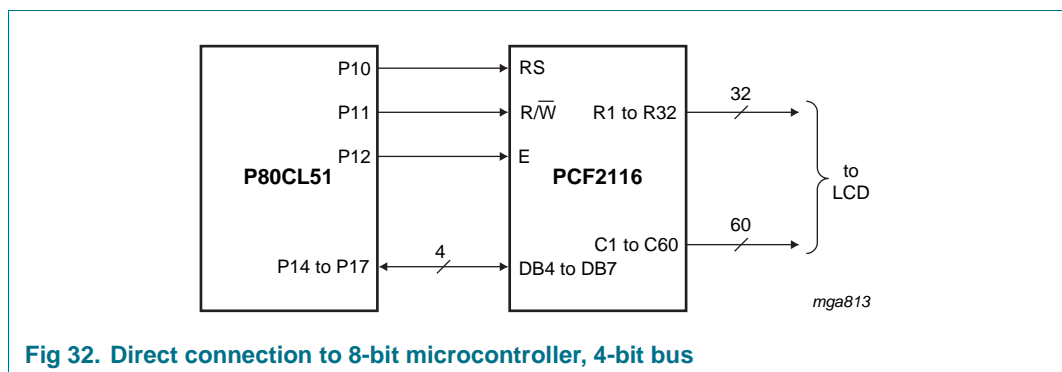 P10
RS
32
P11
R/W̅
R1 to R32
P12
E
P80CL51
PCF2116
to
LCD
60
C1 to C60
4
P14 to P17
DB4 to DB7
mga813
Fig 32. Direct connection to 8-bit microcontroller, 4-bit bus